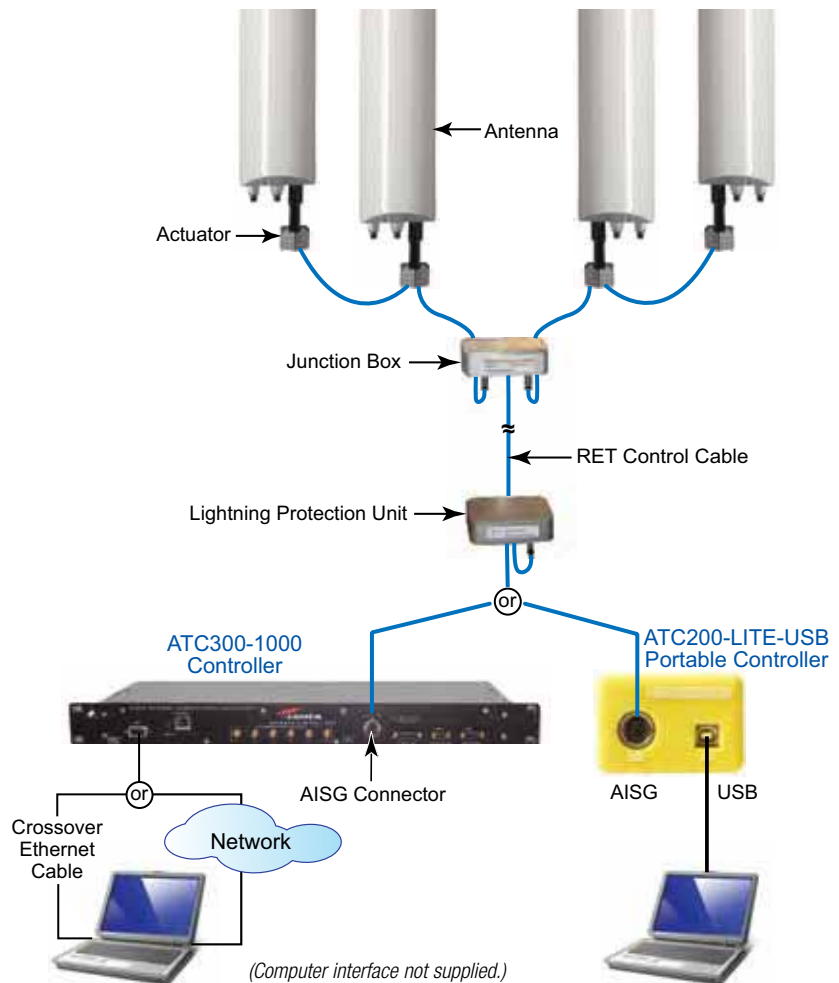 Antenna
Actuator
Junction Box
≈
RET Control Cable
Lightning Protection Unit
or
ATC300-1000
Controller
ATC200-LITE-USB
Portable Controller
AISG Connector
AISG
USB
or
Crossover
Ethernet
Cable
Network
(Computer interface not supplied.)